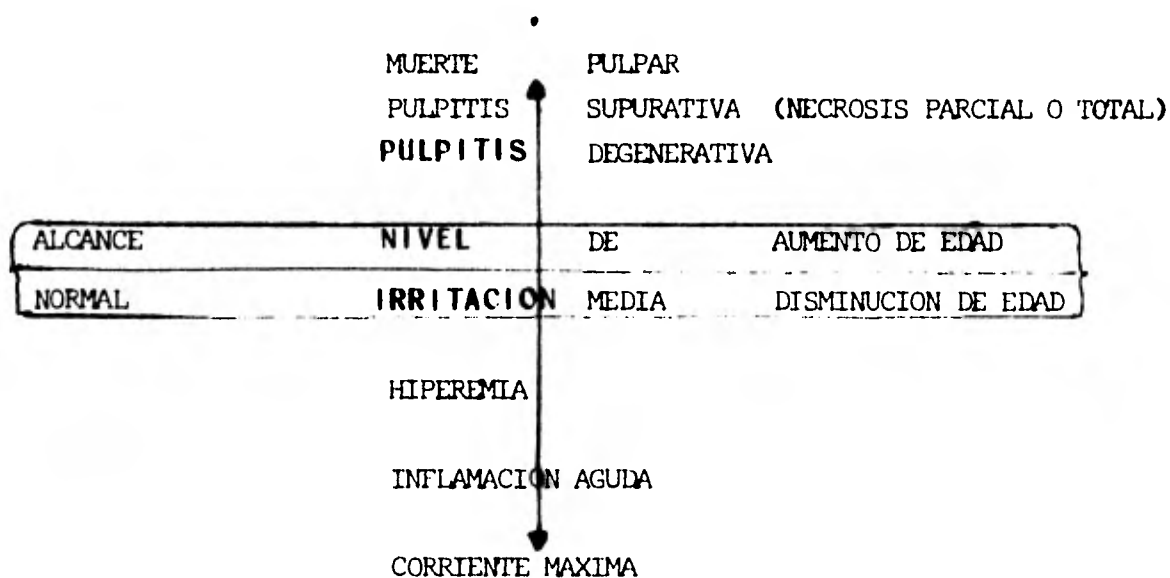 MUERTE PULPAR
PULPITIS SUPURATIVA (NECROSIS PARCIAL O TOTAL)
PULPITIS DEGENERATIVA
ALCANCE NIVEL DE AUMENTO DE EDAD
NORMAL IRRITACION MEDIA DISMINUCION DE EDAD
HIPEREMIA
INFLAMACION AGUDA
CORRIENTE MAXIMA